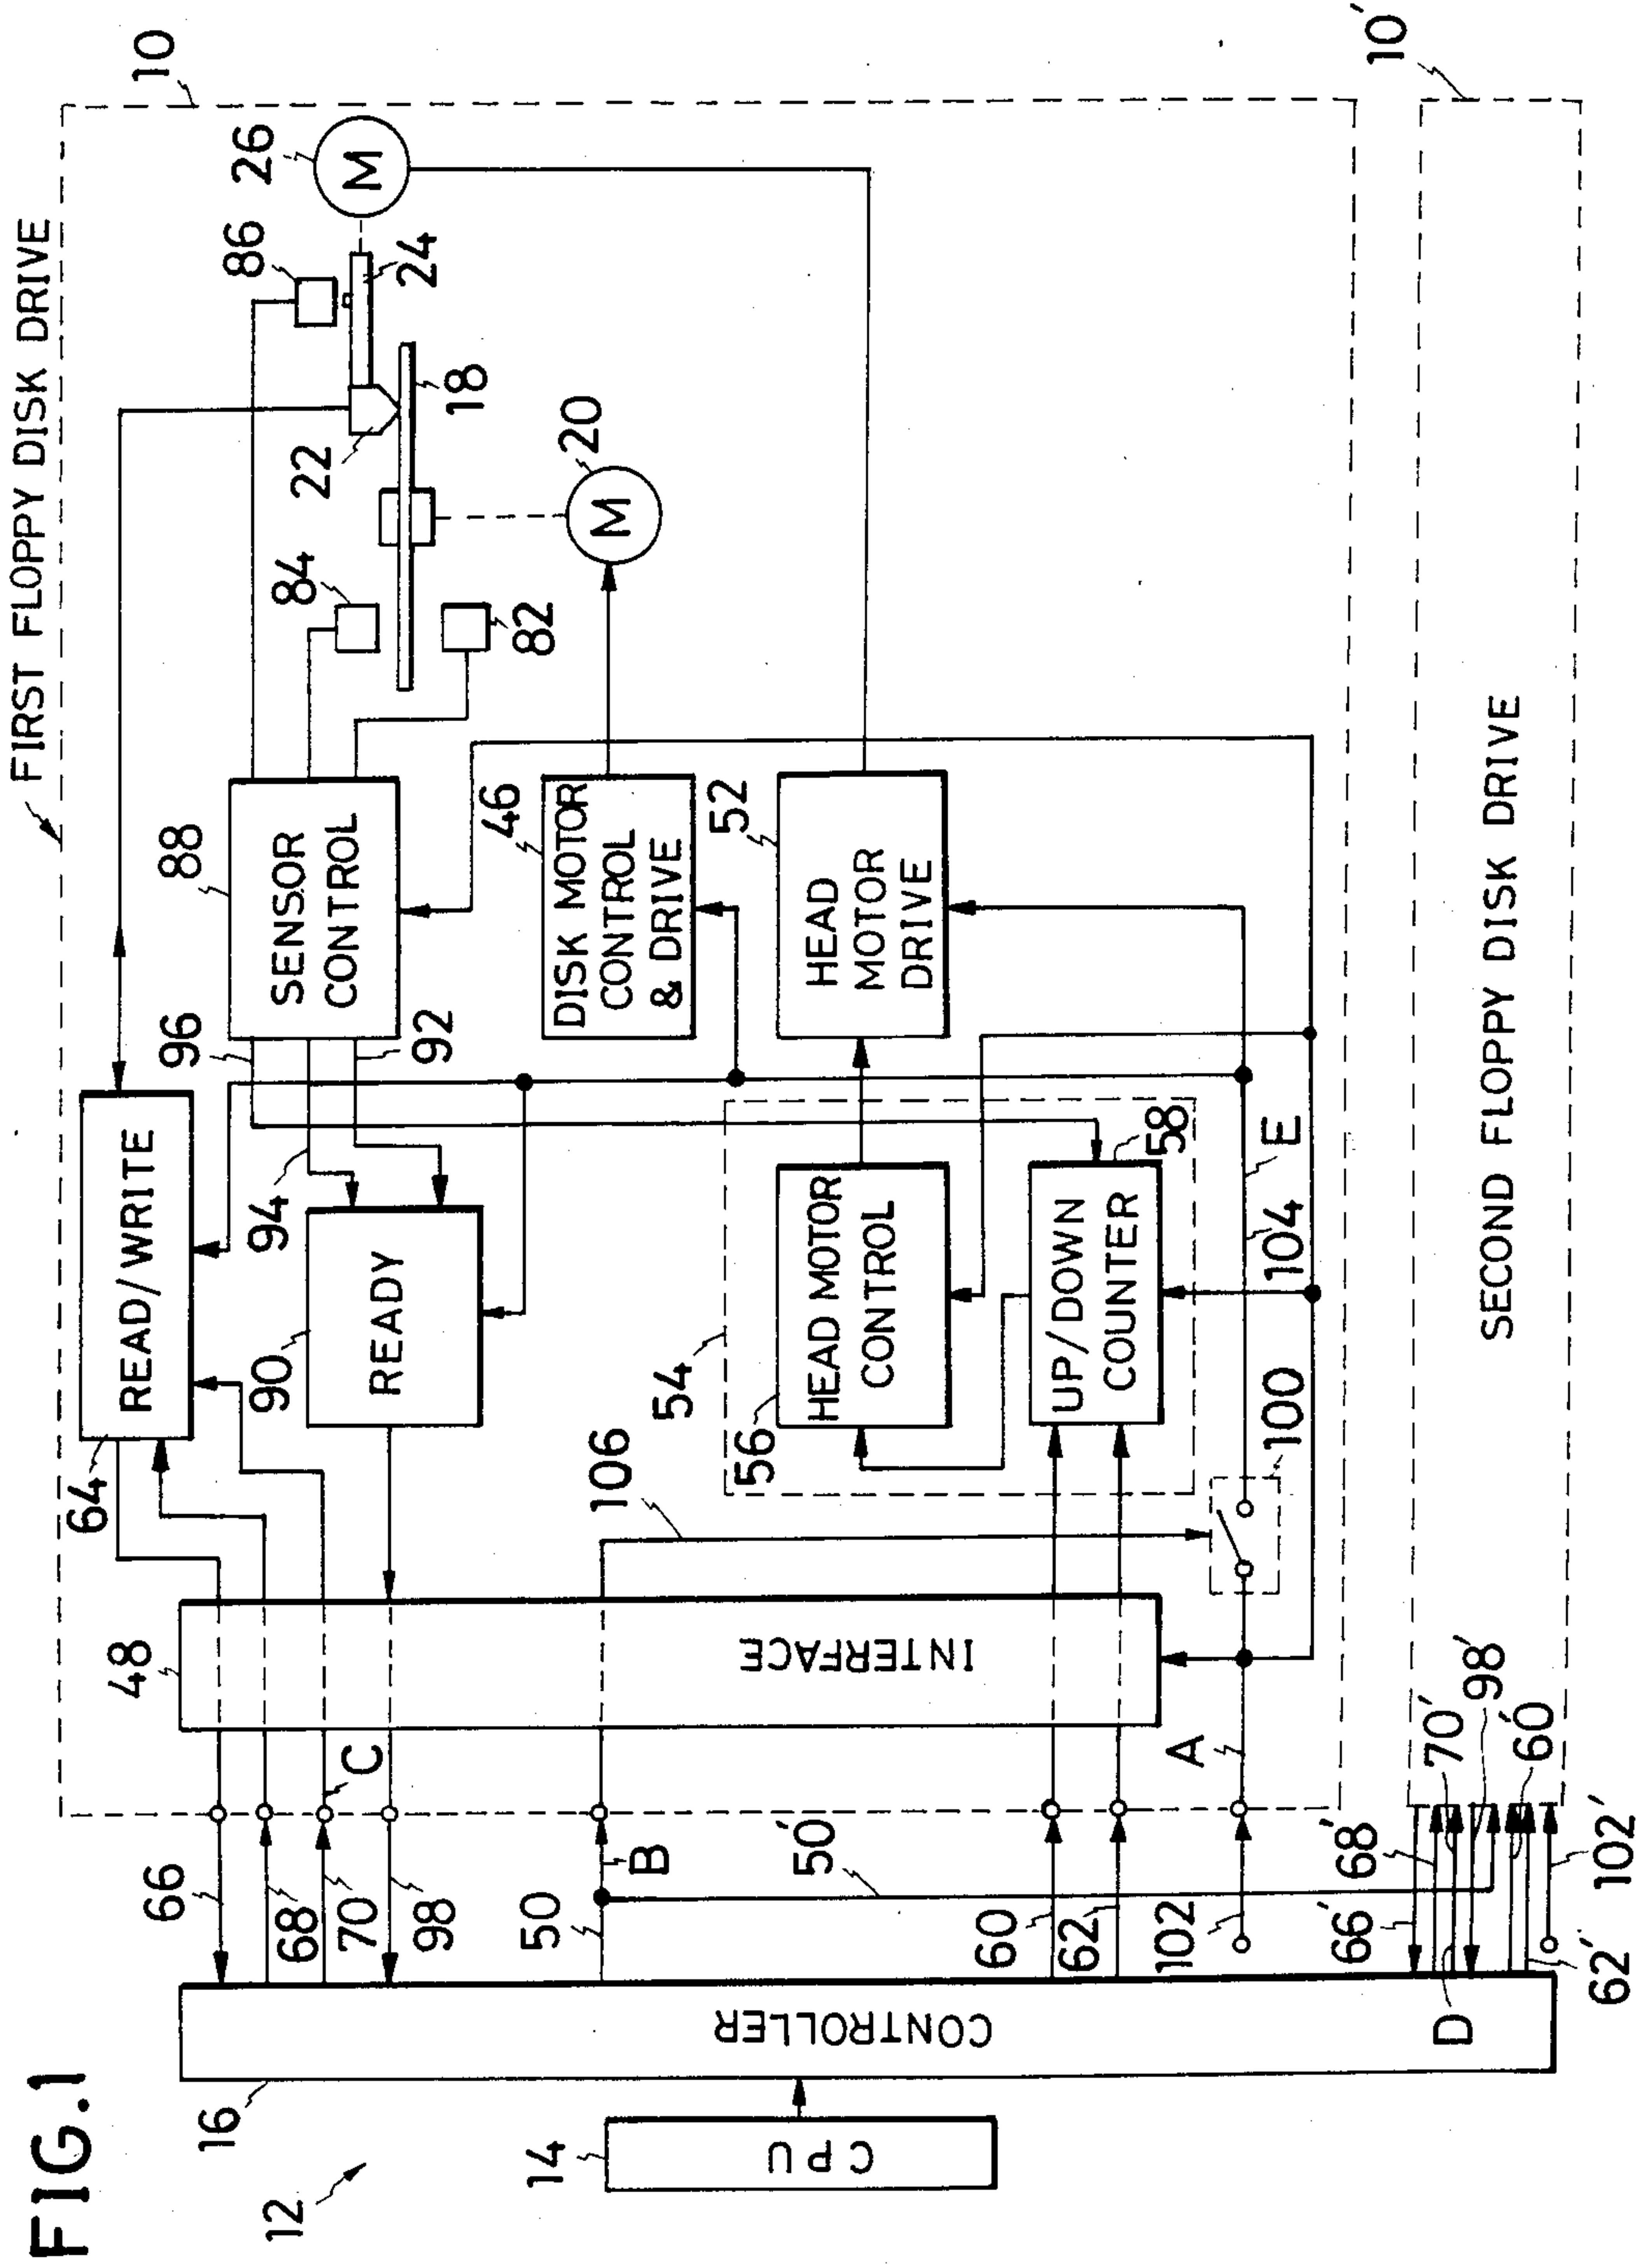 FIG.1
FIRST FLOPPY DISK DRIVE
10
12
14
CPU
16
CONTROLLER
66
68
70
98
C
50
B
50'
60
62
102
A
48
INTERFACE
64
READ/WRITE
90
READY
94
96
92
88
SENSOR
CONTROL
84
82
86
22
24
18
26
M
20
M
46
DISK MOTOR
CONTROL
& DRIVE
52
HEAD
MOTOR
DRIVE
54
56
HEAD MOTOR
CONTROL
58
UP/DOWN
COUNTER
106
100
104
E
10'
SECOND FLOPPY DISK DRIVE
66'
68'
D
70'
98'
60'
62'
102'